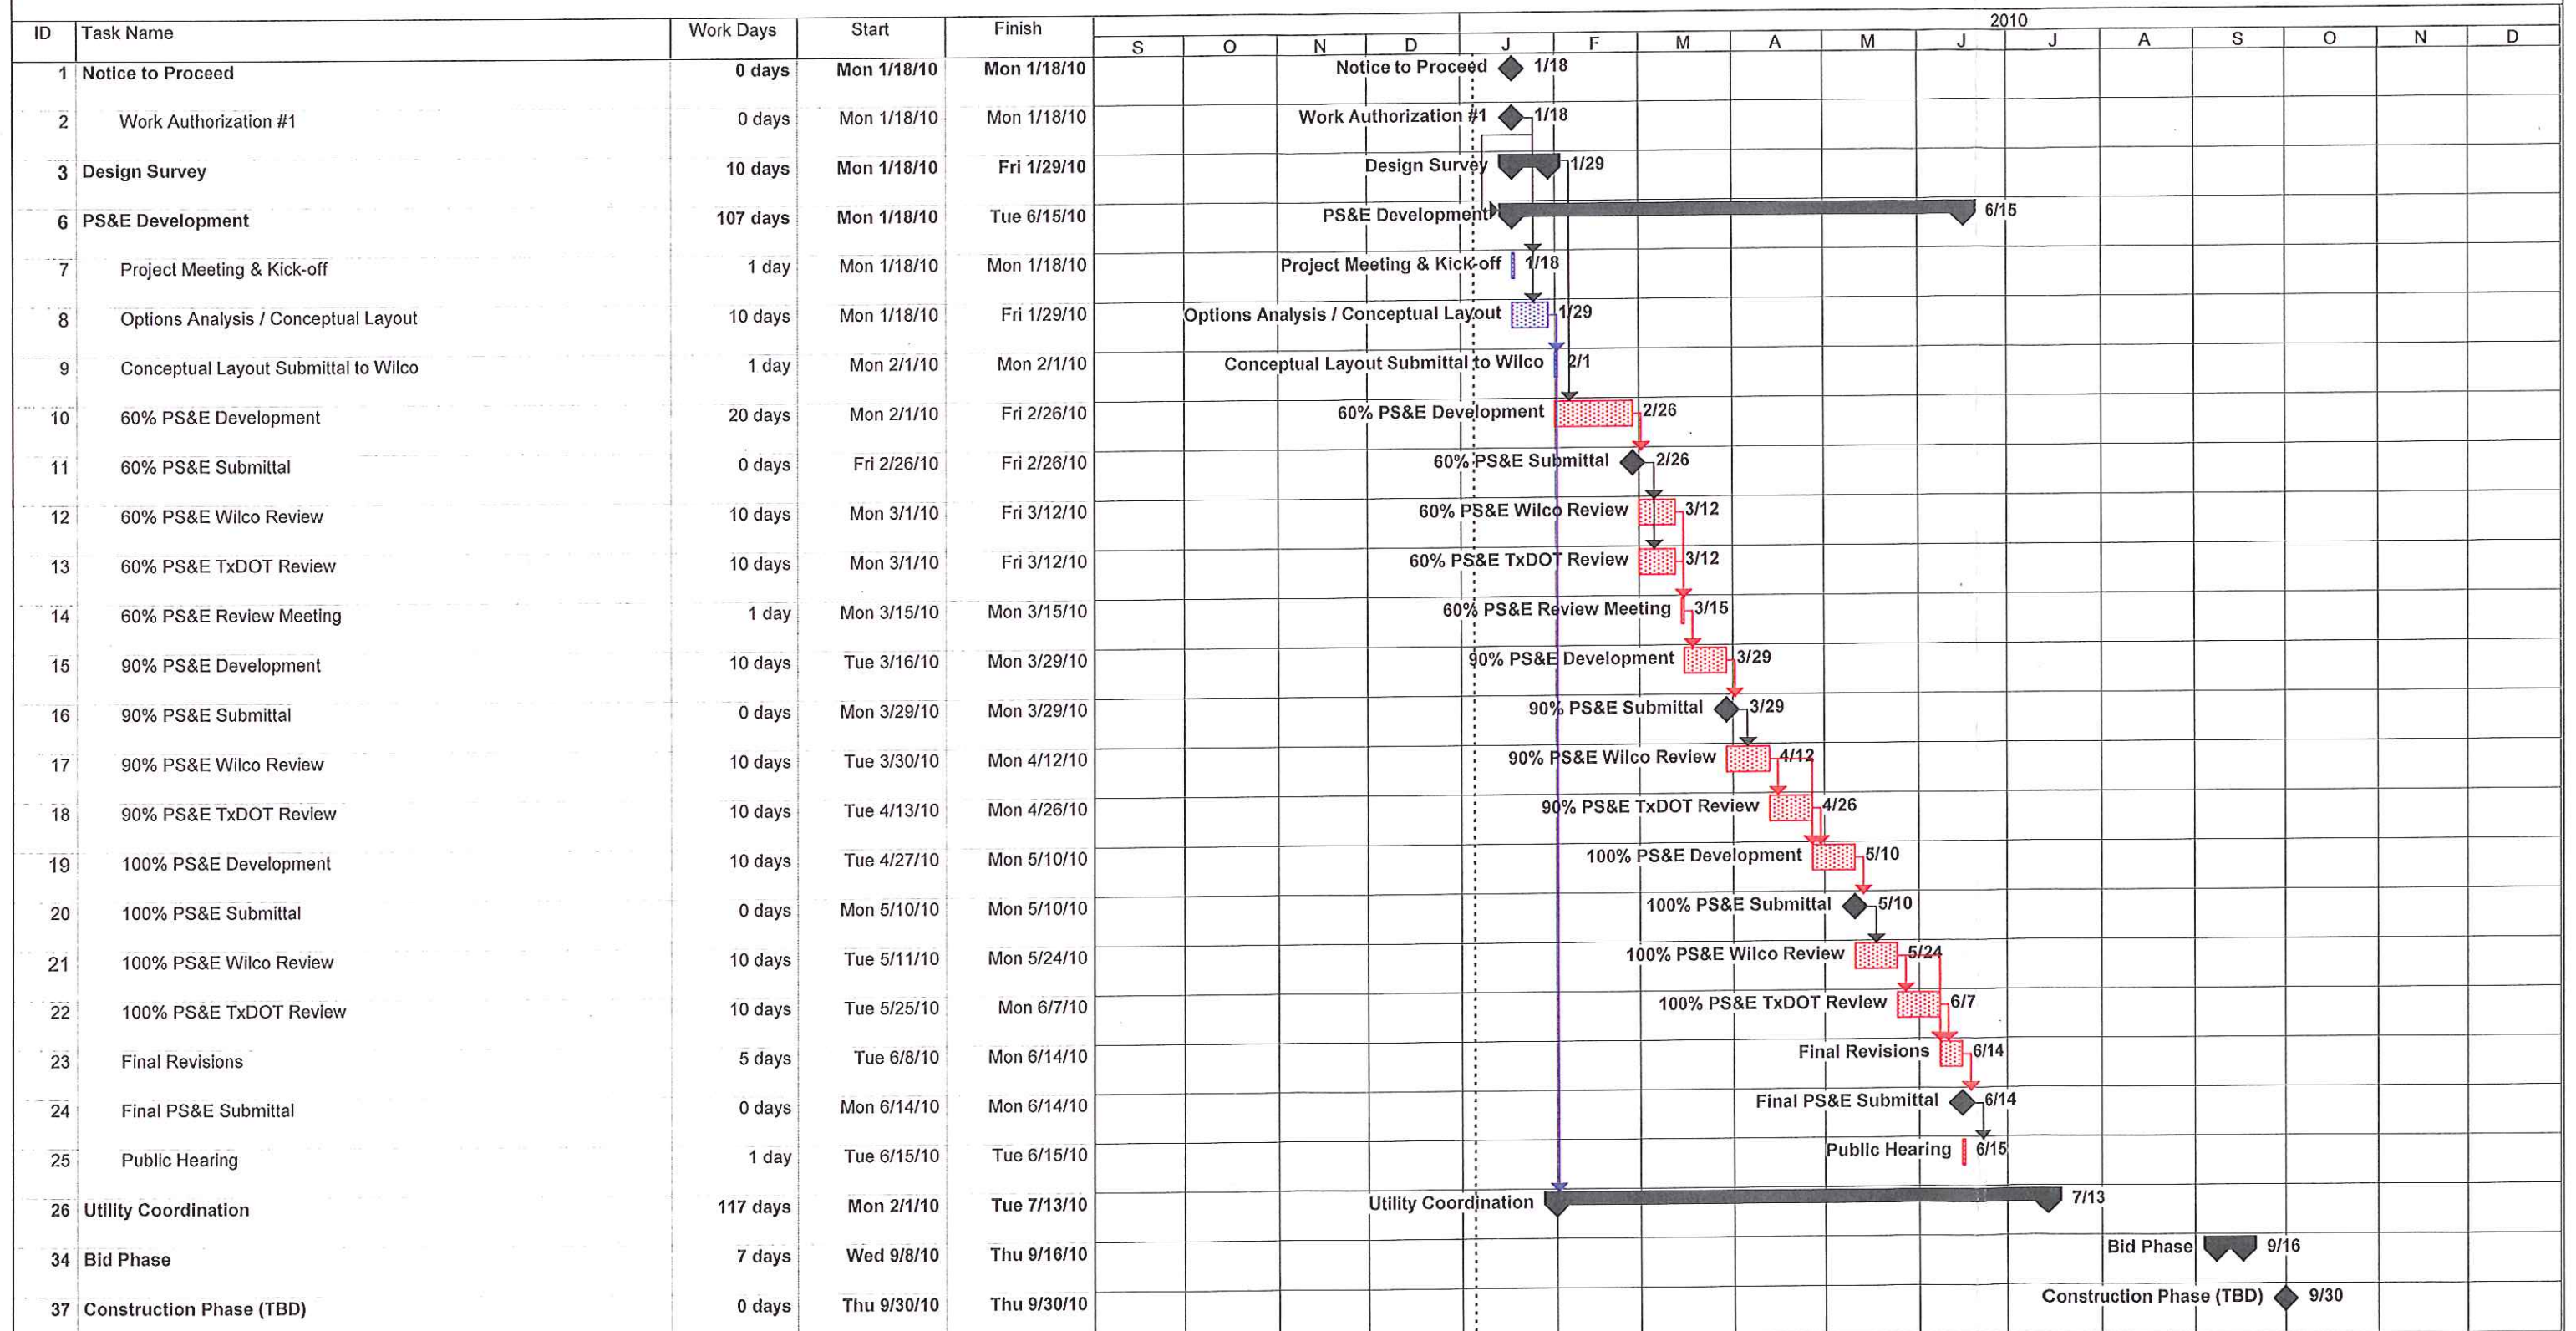 2010
ID Task Name Work Days Start Finish S O N D J F M A M J J A S O N D
1 Notice to Proceed 0 days Mon 1/18/10 Mon 1/18/10 Notice to Proceed 1/18
2 Work Authorization #1 0 days Mon 1/18/10 Mon 1/18/10 Work Authorization #1 1/18
3 Design Survey 10 days Mon 1/18/10 Fri 1/29/10 Design Survey 1/29
6 PS&E Development 107 days Mon 1/18/10 Tue 6/15/10 PS&E Development 6/15
7 Project Meeting & Kick-off 1 day Mon 1/18/10 Mon 1/18/10 Project Meeting & Kick-off 1/18
8 Options Analysis / Conceptual Layout 10 days Mon 1/18/10 Fri 1/29/10 Options Analysis / Conceptual Layout 1/29
9 Conceptual Layout Submittal to Wilco 1 day Mon 2/1/10 Mon 2/1/10 Conceptual Layout Submittal to Wilco 2/1
10 60% PS&E Development 20 days Mon 2/1/10 Fri 2/26/10 60% PS&E Development 2/26
11 60% PS&E Submittal 0 days Fri 2/26/10 Fri 2/26/10 60% PS&E Submittal 2/26
12 60% PS&E Wilco Review 10 days Mon 3/1/10 Fri 3/12/10 60% PS&E Wilco Review 3/12
13 60% PS&E TxDOT Review 10 days Mon 3/1/10 Fri 3/12/10 60% PS&E TxDOT Review 3/12
14 60% PS&E Review Meeting 1 day Mon 3/15/10 Mon 3/15/10 60% PS&E Review Meeting 3/15
15 90% PS&E Development 10 days Tue 3/16/10 Mon 3/29/10 90% PS&E Development 3/29
16 90% PS&E Submittal 0 days Mon 3/29/10 Mon 3/29/10 90% PS&E Submittal 3/29
17 90% PS&E Wilco Review 10 days Tue 3/30/10 Mon 4/12/10 90% PS&E Wilco Review 4/12
18 90% PS&E TxDOT Review 10 days Tue 4/13/10 Mon 4/26/10 90% PS&E TxDOT Review 4/26
19 100% PS&E Development 10 days Tue 4/27/10 Mon 5/10/10 100% PS&E Development 5/10
20 100% PS&E Submittal 0 days Mon 5/10/10 Mon 5/10/10 100% PS&E Submittal 5/10
21 100% PS&E Wilco Review 10 days Tue 5/11/10 Mon 5/24/10 100% PS&E Wilco Review 5/24
22 100% PS&E TxDOT Review 10 days Tue 5/25/10 Mon 6/7/10 100% PS&E TxDOT Review 6/7
23 Final Revisions 5 days Tue 6/8/10 Mon 6/14/10 Final Revisions 6/14
24 Final PS&E Submittal 0 days Mon 6/14/10 Mon 6/14/10 Final PS&E Submittal 6/14
25 Public Hearing 1 day Tue 6/15/10 Tue 6/15/10 Public Hearing 6/15
26 Utility Coordination 117 days Mon 2/1/10 Tue 7/13/10 Utility Coordination 7/13
34 Bid Phase 7 days Wed 9/8/10 Thu 9/16/10 Bid Phase 9/16
37 Construction Phase (TBD) 0 days Thu 9/30/10 Thu 9/30/10 Construction Phase (TBD) 9/30